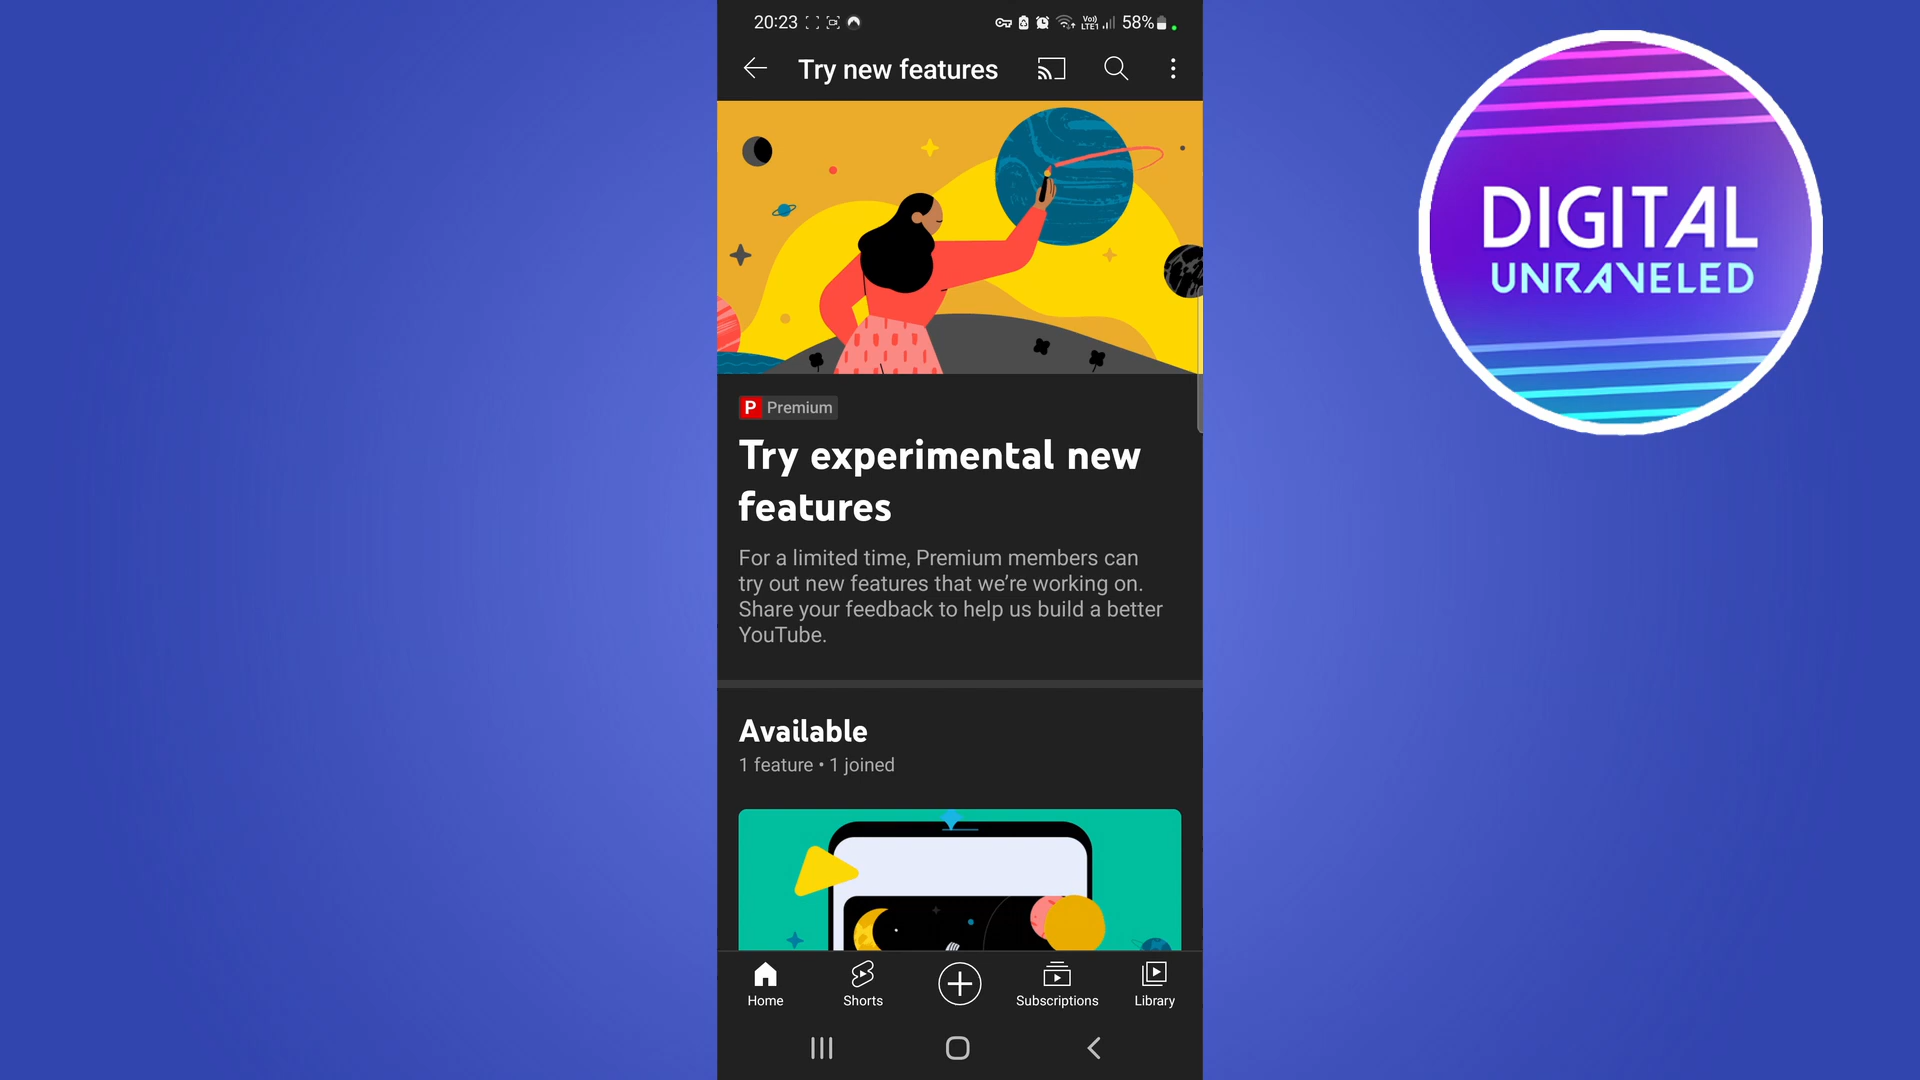 20:23
Vo)) LTE1 58%
Try new features
DIGITAL
UNRAVELED
P Premium
Try experimental new
features
For a limited time, Premium members can
try out new features that we’re working on.
Share your feedback to help us build a better
YouTube.
Available
1 feature • 1 joined
Home
Shorts
Subscriptions
Library